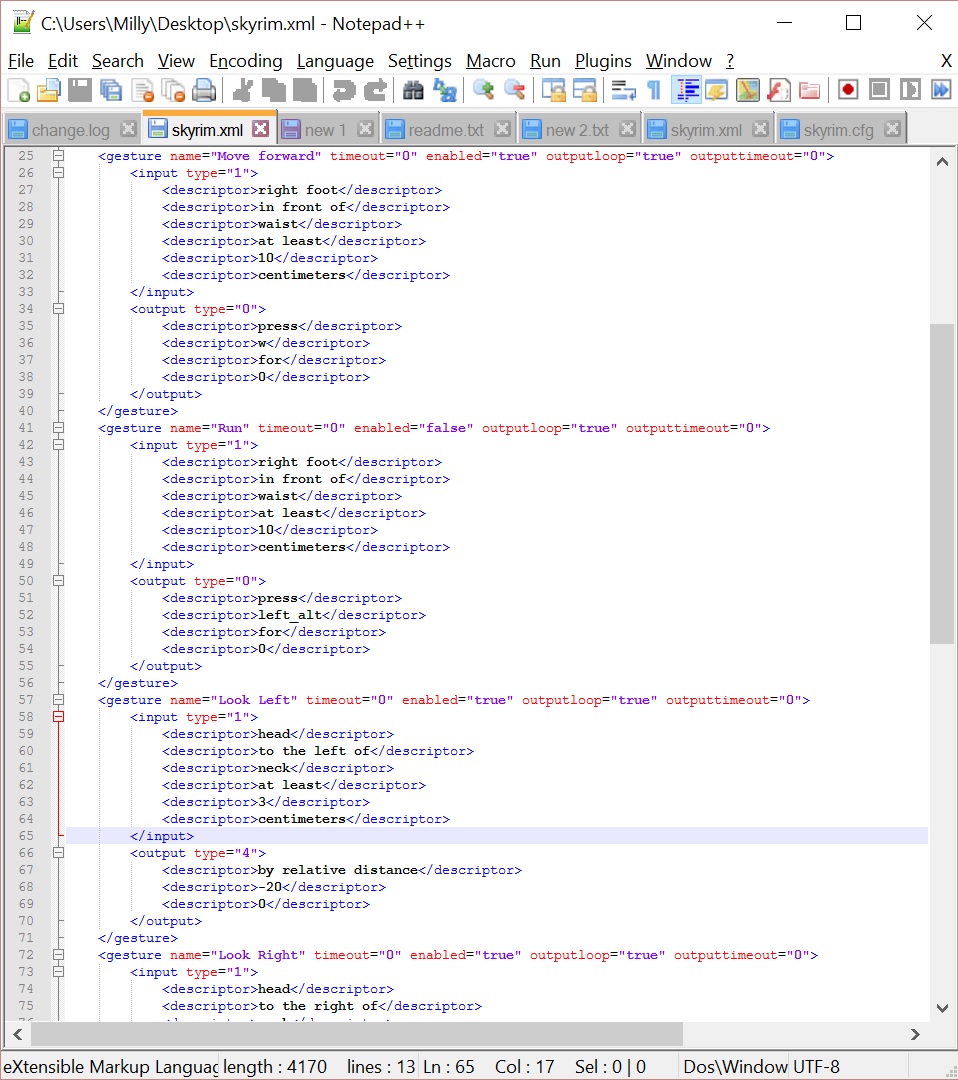 C:\Users\Milly\Desktop\skyrim.xml - Notepad++
File Edit Search View Encoding Language Settings Macro Run Plugins Window ? X
change.log skyrim.xml new 1 readme.txt new 2.txt skyrim.xml skyrim.cfg
25 <gesture name="Move forward" timeout="0" enabled="true" outputloop="true" outputtimeout="0">
26 <input type="1">
27 <descriptor>right foot</descriptor>
28 <descriptor>in front of</descriptor>
29 <descriptor>waist</descriptor>
30 <descriptor>at least</descriptor>
31 <descriptor>10</descriptor>
32 <descriptor>centimeters</descriptor>
33 </input>
34 <output type="0">
35 <descriptor>press</descriptor>
36 <descriptor>w</descriptor>
37 <descriptor>for</descriptor>
38 <descriptor>0</descriptor>
39 </output>
40 </gesture>
41 <gesture name="Run" timeout="0" enabled="false" outputloop="true" outputtimeout="0">
42 <input type="1">
43 <descriptor>right foot</descriptor>
44 <descriptor>in front of</descriptor>
45 <descriptor>waist</descriptor>
46 <descriptor>at least</descriptor>
47 <descriptor>10</descriptor>
48 <descriptor>centimeters</descriptor>
49 </input>
50 <output type="0">
51 <descriptor>press</descriptor>
52 <descriptor>left_alt</descriptor>
53 <descriptor>for</descriptor>
54 <descriptor>0</descriptor>
55 </output>
56 </gesture>
57 <gesture name="Look Left" timeout="0" enabled="true" outputloop="true" outputtimeout="0">
58 <input type="1">
59 <descriptor>head</descriptor>
60 <descriptor>to the left of</descriptor>
61 <descriptor>neck</descriptor>
62 <descriptor>at least</descriptor>
63 <descriptor>3</descriptor>
64 <descriptor>centimeters</descriptor>
65 </input>
66 <output type="4">
67 <descriptor>by relative distance</descriptor>
68 <descriptor>-20</descriptor>
69 <descriptor>0</descriptor>
70 </output>
71 </gesture>
72 <gesture name="Look Right" timeout="0" enabled="true" outputloop="true" outputtimeout="0">
73 <input type="1">
74 <descriptor>head</descriptor>
75 <descriptor>to the right of</descriptor>
eXtensible Markup Languag length : 4170 lines : 13 Ln : 65 Col : 17 Sel : 0 | 0 Dos\Window UTF-8